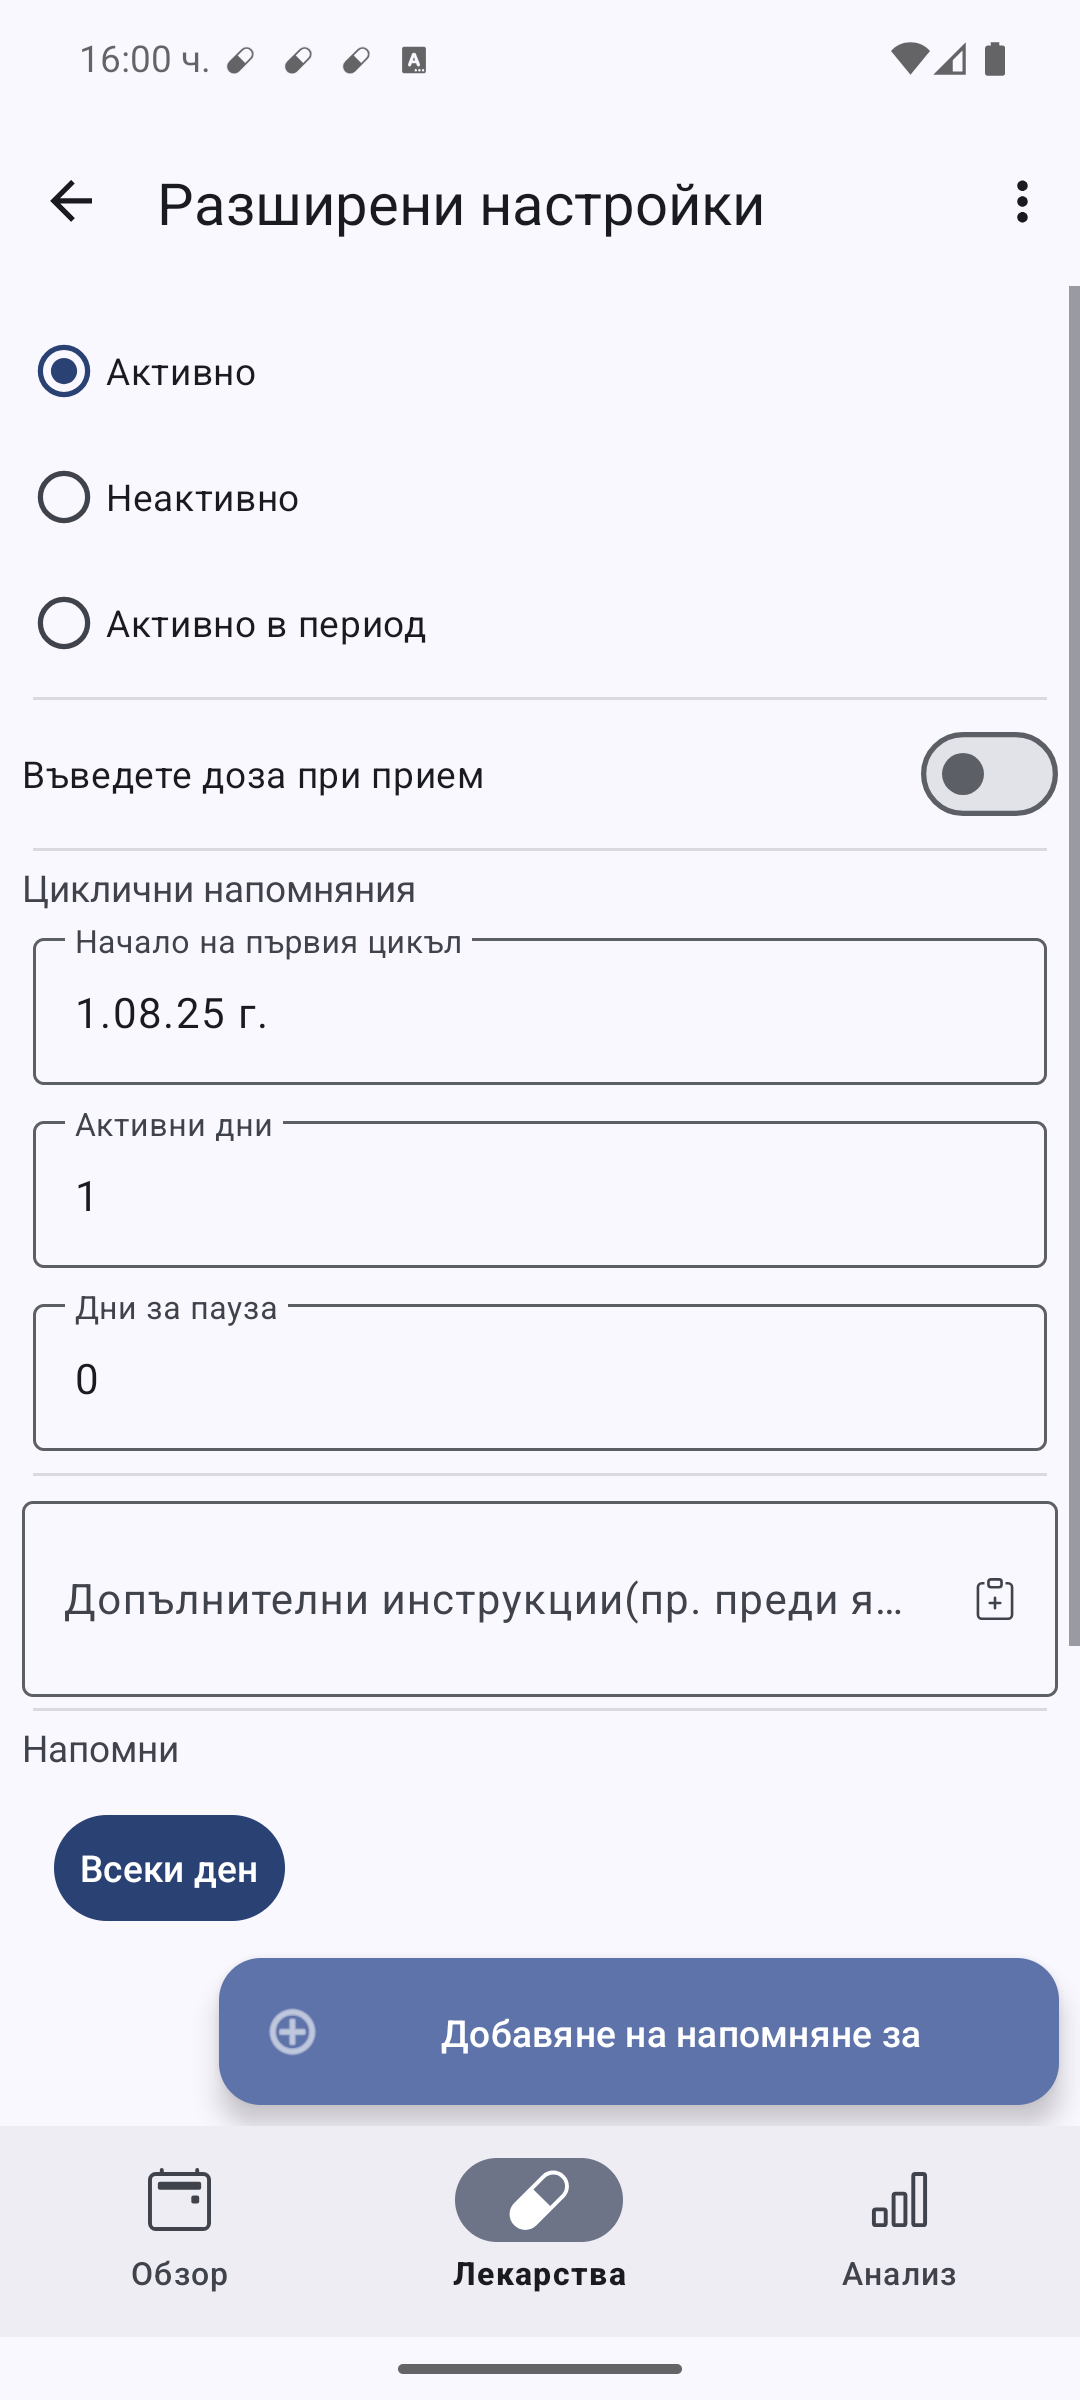 16:00 ч.
Разширени настройки
Активно
Неактивно
Активно в период
Въведете доза при прием
Циклични напомняния
Начало на първия цикъл
1.08.25 г.
Активни дни
1
Дни за пауза
0
Допълнителни инструкции(пр. преди я…
Напомни
Всеки ден
Добавяне на напомняне за
Обзор
Лекарства
Анализ